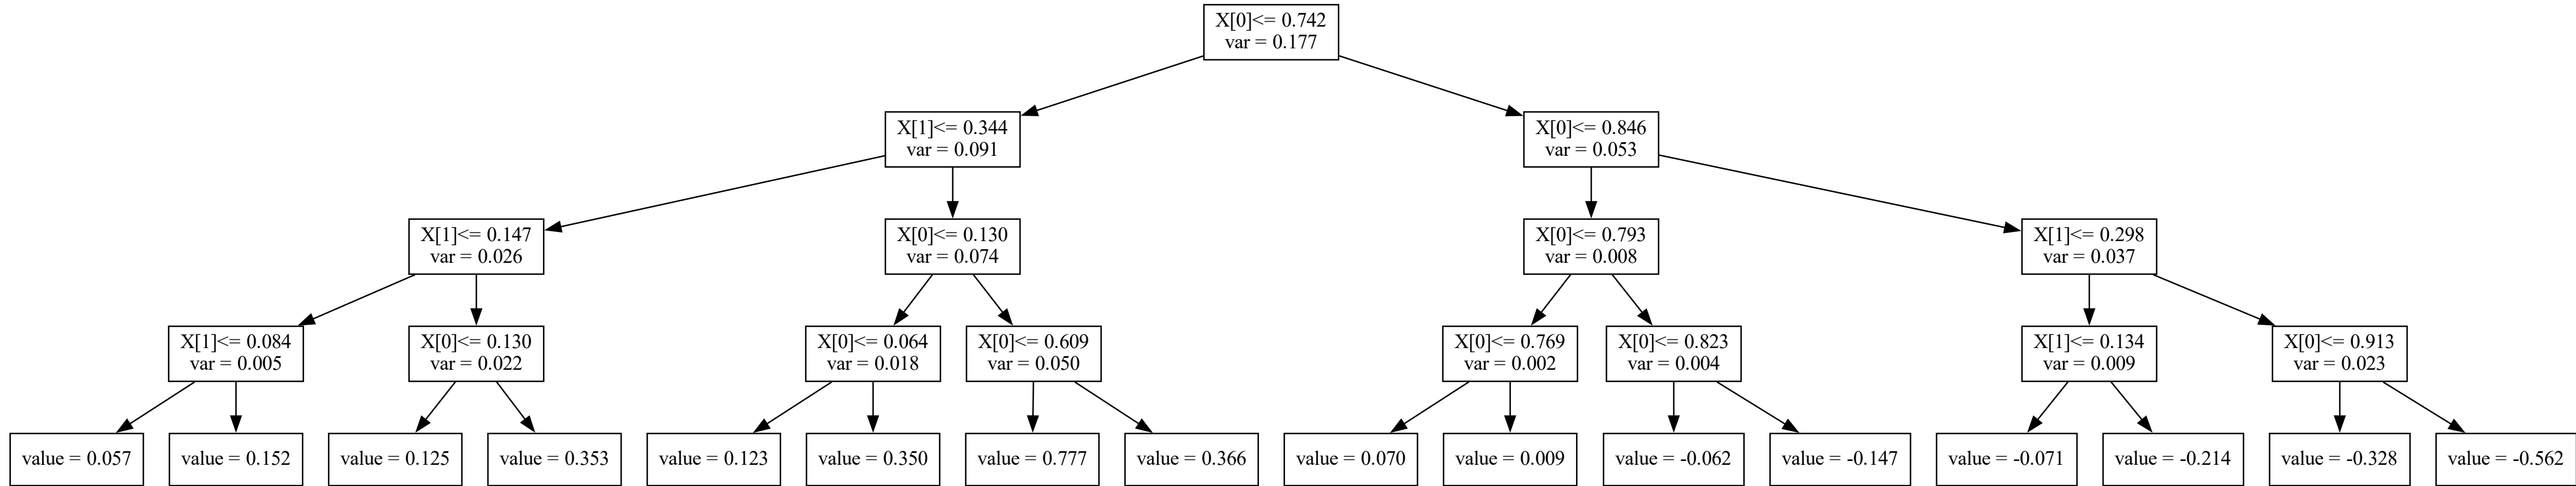 X[0]<= 0.742
var = 0.177
X[1]<= 0.344
var = 0.091
X[0]<= 0.846
var = 0.053
X[1]<= 0.147
var = 0.026
X[0]<= 0.130
var = 0.074
X[0]<= 0.793
var = 0.008
X[1]<= 0.298
var = 0.037
X[1]<= 0.084
var = 0.005
X[0]<= 0.130
var = 0.022
X[0]<= 0.064
var = 0.018
X[0]<= 0.609
var = 0.050
X[0]<= 0.769
var = 0.002
X[0]<= 0.823
var = 0.004
X[1]<= 0.134
var = 0.009
X[0]<= 0.913
var = 0.023
value = 0.057
value = 0.152
value = 0.125
value = 0.353
value = 0.123
value = 0.350
value = 0.777
value = 0.366
value = 0.070
value = 0.009
value = -0.062
value = -0.147
value = -0.071
value = -0.214
value = -0.328
value = -0.562